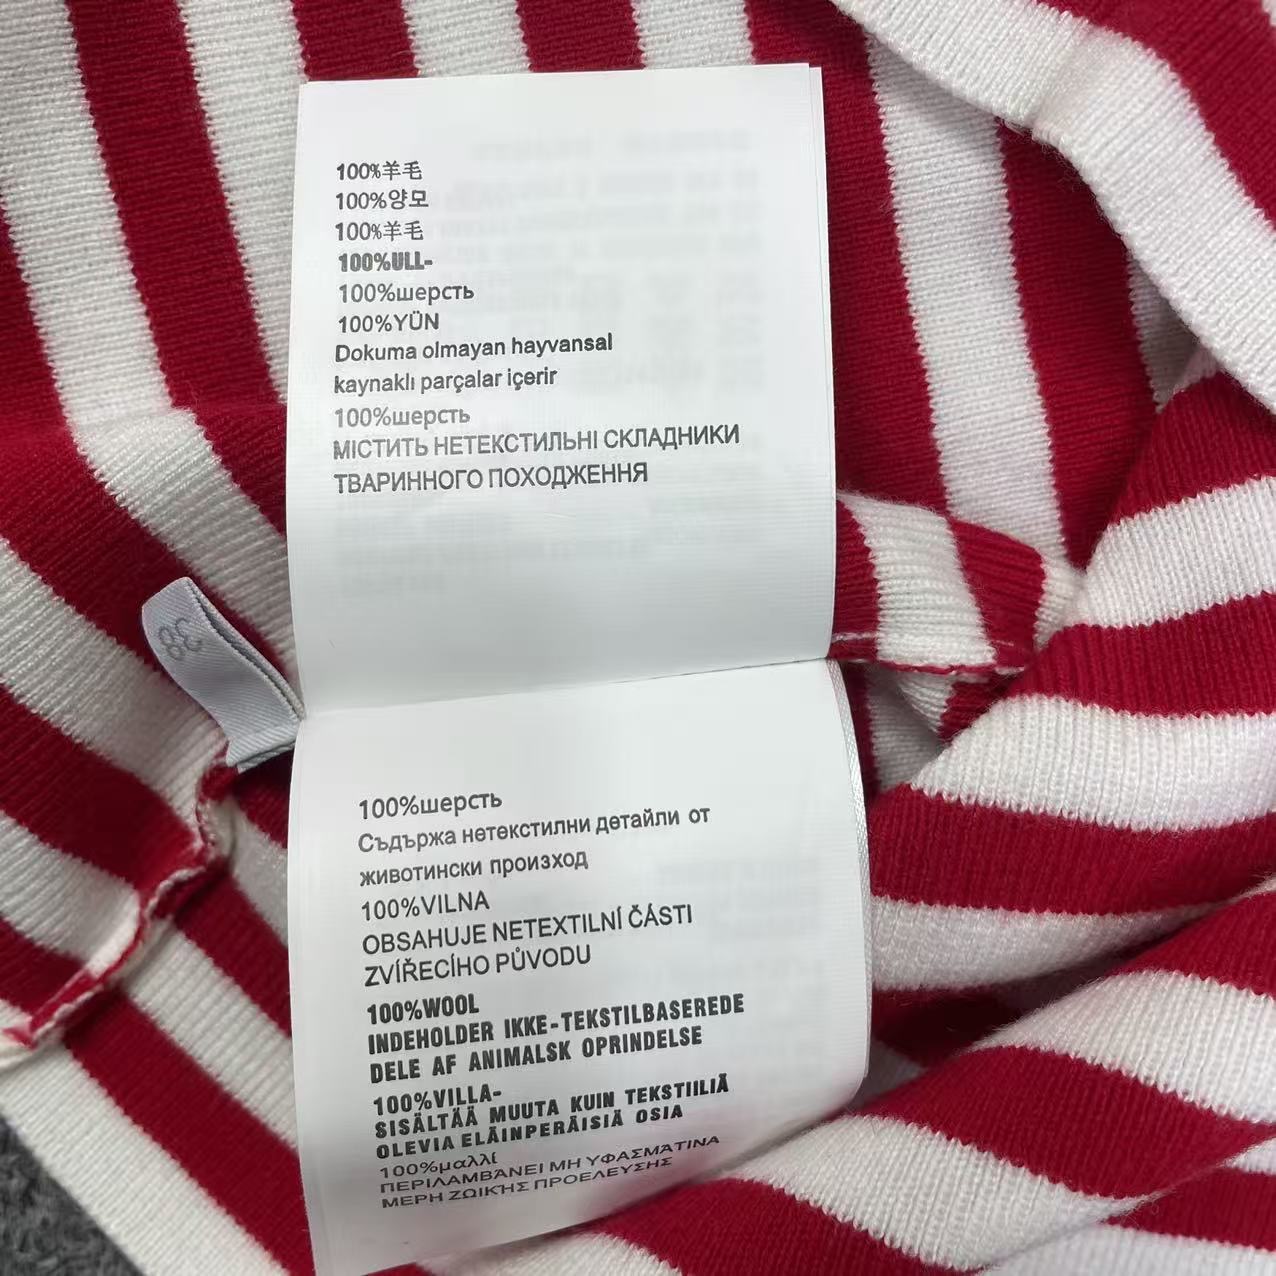 100%羊毛
100%양모
100%羊毛
100%ULL-
100%шерсть
100%YÜN
Dokuma olmayan hayvansal
kaynaklı parçalar içerir
100%шерсть
МІСТИТЬ НЕТЕКСТИЛЬНІ СКЛАДНИКИ
ТВАРИННОГО ПОХОДЖЕННЯ
38
100%шерсть
Съдържа нетекстилни детайли от
животински произход
100%VILNA
OBSAHUJE NETEXTILNÍ ČÁSTI
ZVÍŘECÍHO PŮVODU
100%WOOL
INDEHOLDER IKKE-TEKSTILBASEREDE
DELE AF ANIMALSK OPRINDELSE
100%VILLA-
SISÄLTÄÄ MUUTA KUIN TEKSTIILIÄ
OLEVIA ELÄINPERÄISIÄ OSIA
100%μαλλί
ΠΕΡΙΛΑΜΒΆΝΕΙ ΜΗ ΥΦΑΣΜΆΤΙΝΑ
ΜΕΡΗ ΖΩΙΚΉΣ ΠΡΟΕΛΕΥΣΗΣ